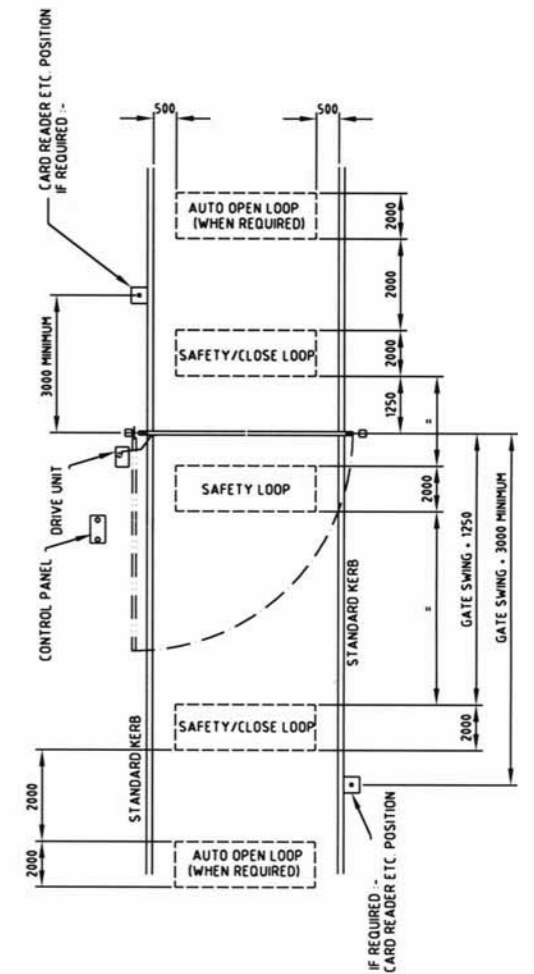 CARD READER ETC. POSITION
IF REQUIRED :-
500
500
AUTO OPEN LOOP
(WHEN REQUIRED)
2000
2000
3000 MINIMUM
SAFETY/CLOSE LOOP
2000
1250
=
DRIVE UNIT
CONTROL PANEL
SAFETY LOOP
2000
=
GATE SWING + 1250
GATE SWING + 3000 MINIMUM
STANDARD KERB
STANDARD KERB
SAFETY/CLOSE LOOP
2000
2000
2000
AUTO OPEN LOOP
(WHEN REQUIRED)
IF REQUIRED :-
CARD READER ETC. POSITION